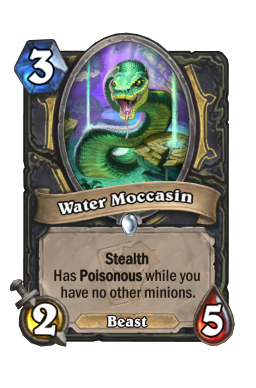 3
Water Moccasin
Stealth
Has Poisonous while you
have no other minions.
2
Beast
5